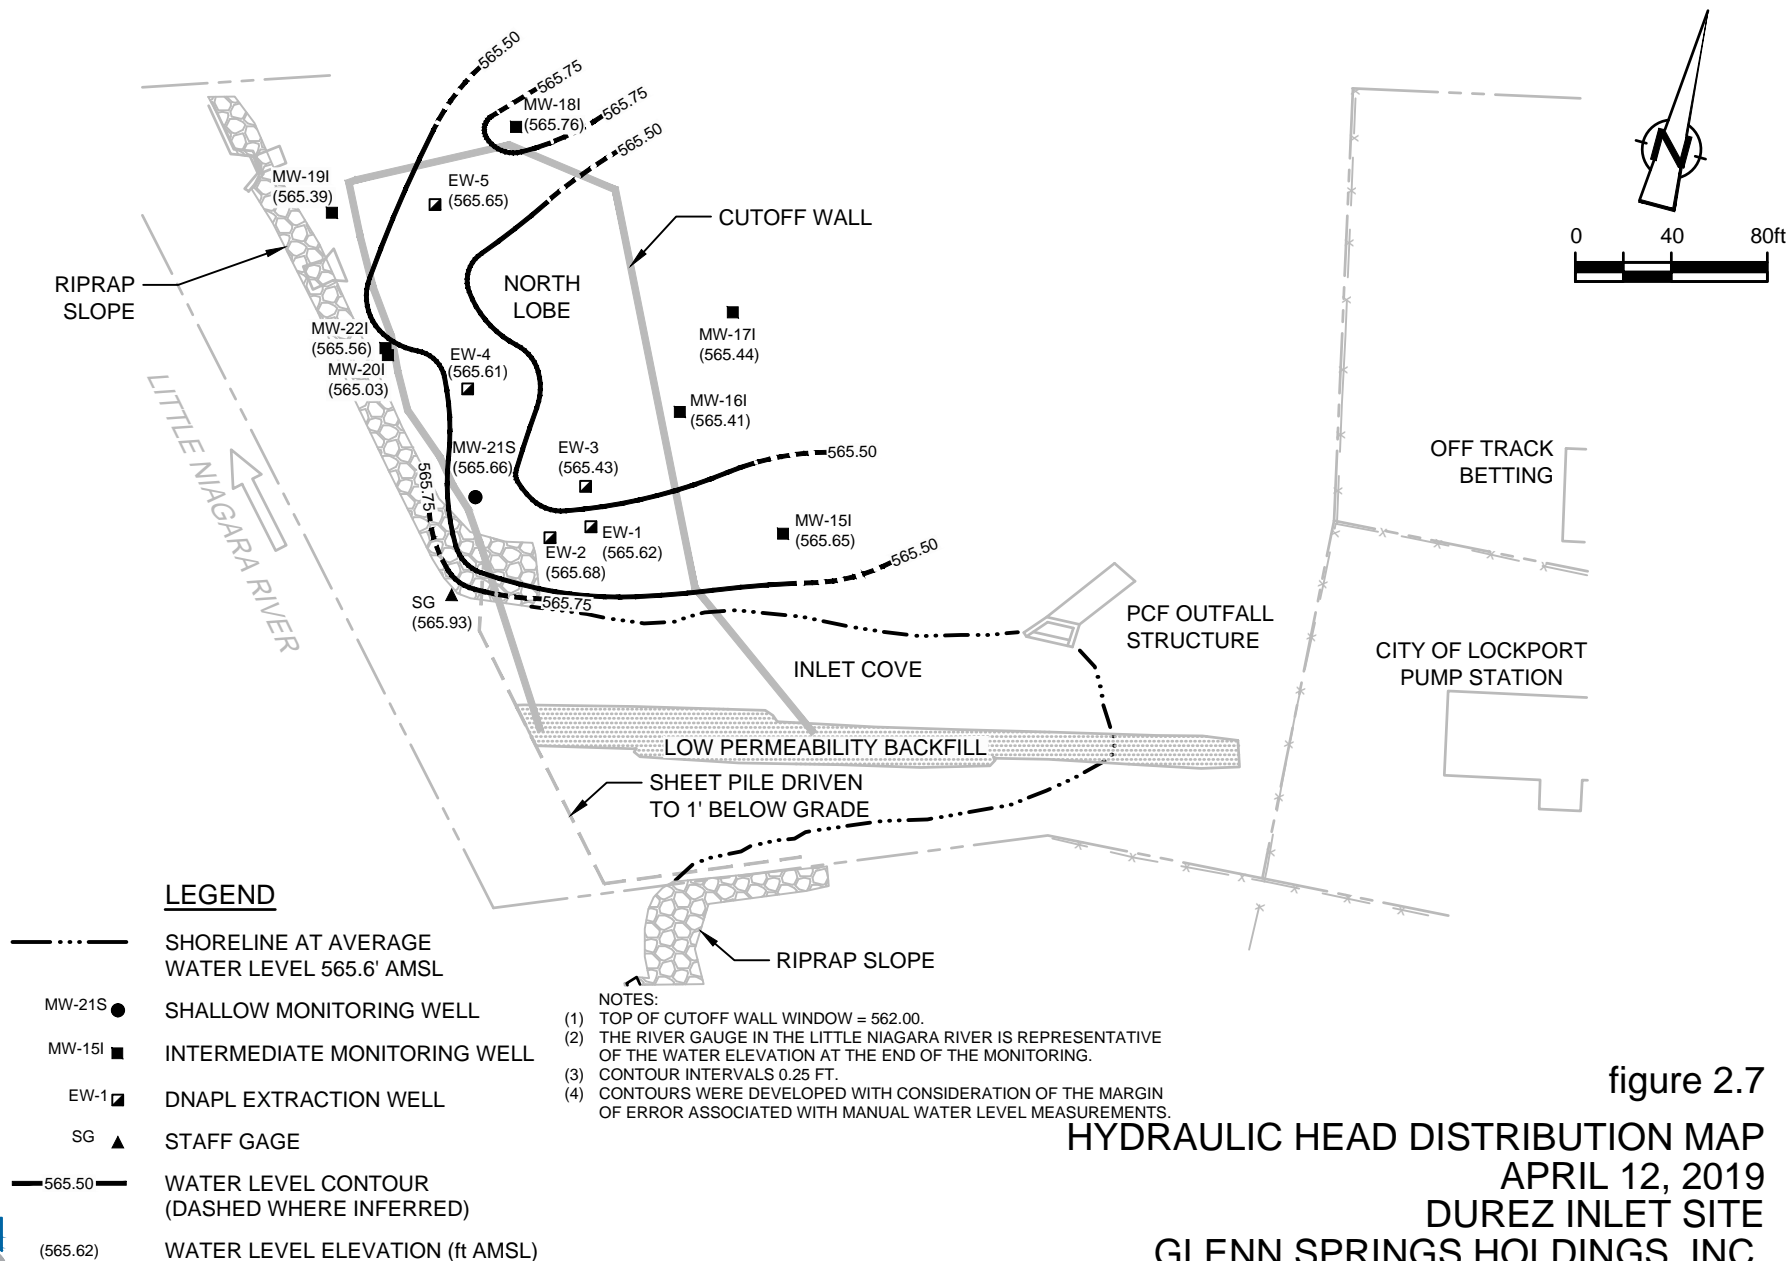 565.50
565.75
MW-18I
(565.76)
565.75
565.50
MW-19I
(565.39)
EW-5
(565.65)
CUTOFF WALL
N
0 40 80ft
RIPRAP
SLOPE
NORTH
LOBE
MW-22I
(565.56)
MW-20I
(565.03)
EW-4
(565.61)
MW-17I
(565.44)
MW-16I
(565.41)
LITTLE NIAGARA RIVER
MW-21S
(565.66)
EW-3
(565.43)
565.50
565.75
OFF TRACK
BETTING
EW-1
(565.62)
EW-2
(565.68)
MW-15I
(565.65)
565.50
SG
(565.93)
565.75
PCF OUTFALL
STRUCTURE
INLET COVE
CITY OF LOCKPORT
PUMP STATION
LOW PERMEABILITY BACKFILL
SHEET PILE DRIVEN
TO 1' BELOW GRADE
RIPRAP SLOPE
LEGEND
SHORELINE AT AVERAGE
WATER LEVEL 565.6' AMSL
MW-21S SHALLOW MONITORING WELL
MW-15I INTERMEDIATE MONITORING WELL
EW-1 DNAPL EXTRACTION WELL
SG STAFF GAGE
565.50 WATER LEVEL CONTOUR
(DASHED WHERE INFERRED)
(565.62) WATER LEVEL ELEVATION (ft AMSL)
NOTES:
(1) TOP OF CUTOFF WALL WINDOW = 562.00.
(2) THE RIVER GAUGE IN THE LITTLE NIAGARA RIVER IS REPRESENTATIVE
OF THE WATER ELEVATION AT THE END OF THE MONITORING.
(3) CONTOUR INTERVALS 0.25 FT.
(4) CONTOURS WERE DEVELOPED WITH CONSIDERATION OF THE MARGIN
OF ERROR ASSOCIATED WITH MANUAL WATER LEVEL MEASUREMENTS.
figure 2.7
HYDRAULIC HEAD DISTRIBUTION MAP
APRIL 12, 2019
DUREZ INLET SITE
GLENN SPRINGS HOLDINGS, INC.